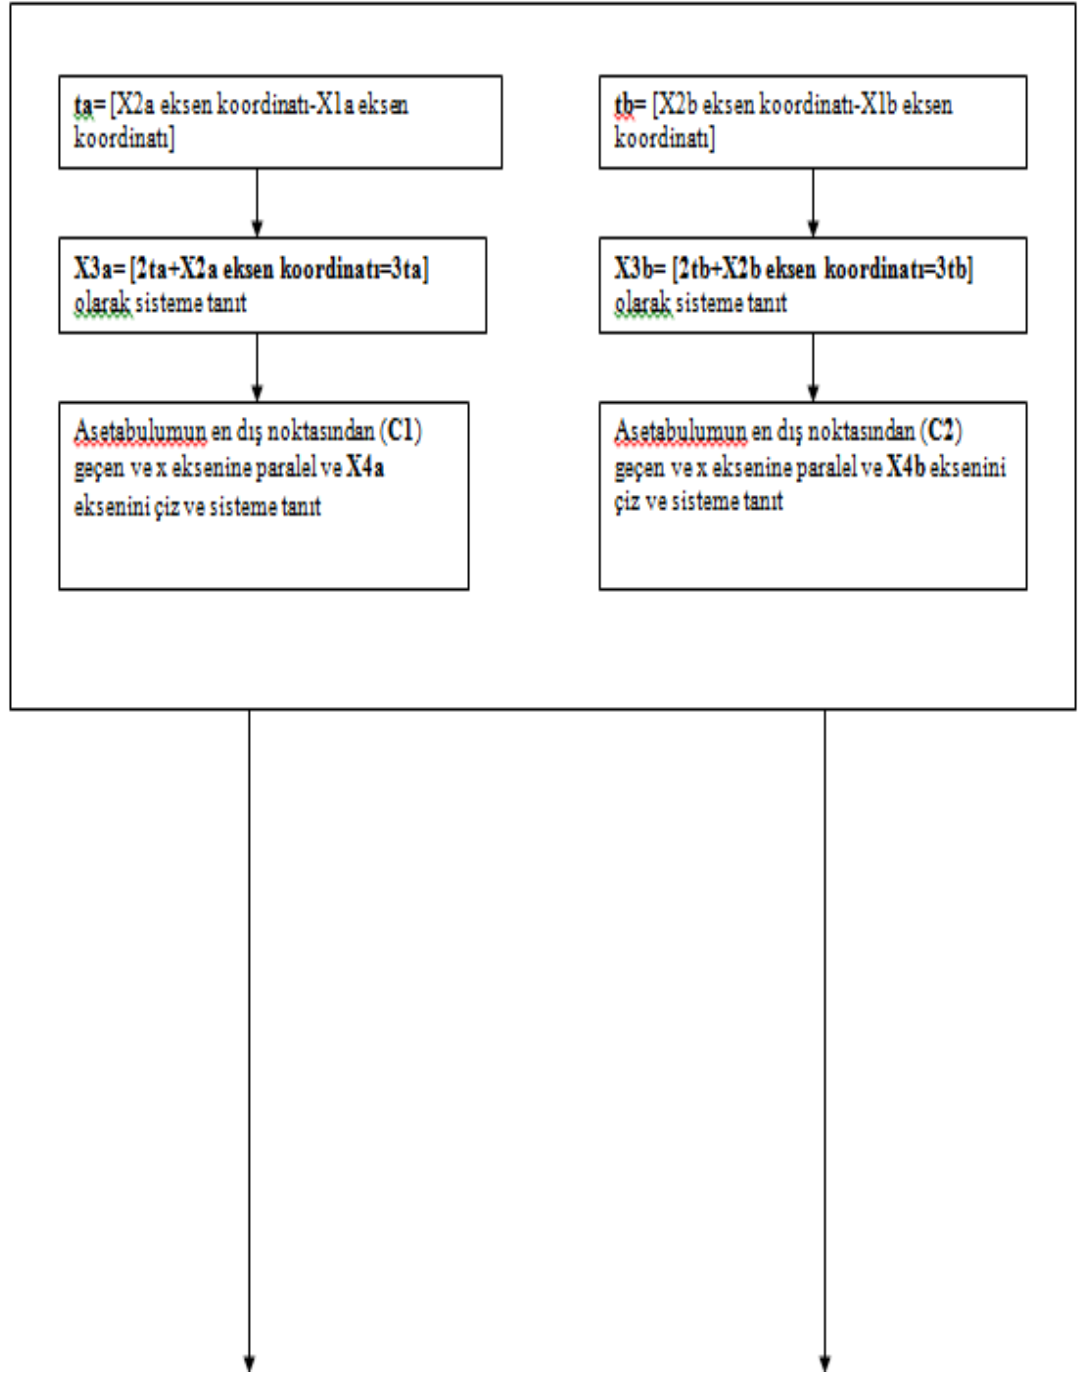 ta= [X2a eksen koordinatı-X1a eksen
koordinatı]
X3a= [2ta+X2a eksen koordinatı=3ta]
olarak sisteme tanıt
Asetabulumun en dış noktasından (C1)
geçen ve x eksenine paralel ve X4a
eksenini çiz ve sisteme tanıt
tb= [X2b eksen koordinatı-X1b eksen
koordinatı]
X3b= [2tb+X2b eksen koordinatı=3tb]
olarak sisteme tanıt
Asetabulumun en dış noktasından (C2)
geçen ve x eksenine paralel ve X4b eksenini
çiz ve sisteme tanıt